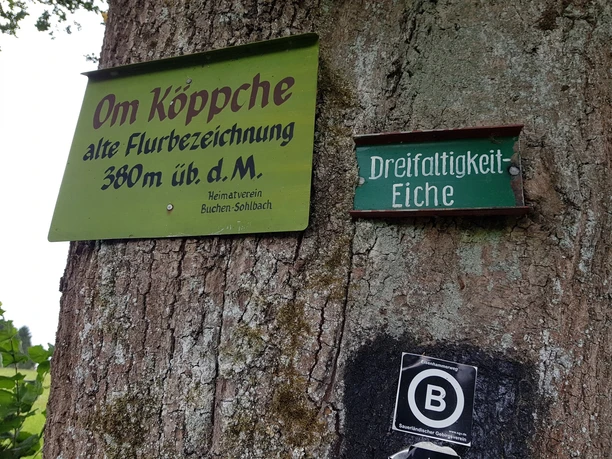 Om Köppche
alte Flurbezeichnung
380m üb. d. M.
Heimatverein
Buchen-Sohlbach
Dreifaltigkeit-
Eiche
B
Sauerländischer Gebirgsverein